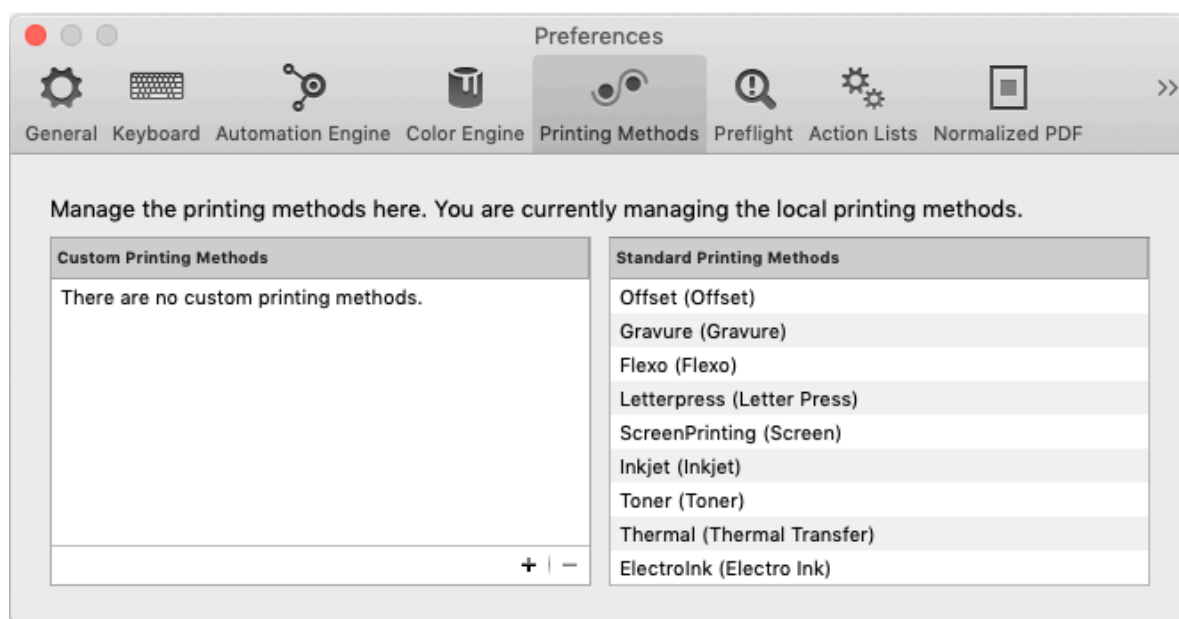 Preferences
General Keyboard Automation Engine Color Engine Printing Methods Preflight Action Lists Normalized PDF >>
Manage the printing methods here. You are currently managing the local printing methods.
Custom Printing Methods
There are no custom printing methods.
+ | −
Standard Printing Methods
Offset (Offset)
Gravure (Gravure)
Flexo (Flexo)
Letterpress (Letter Press)
ScreenPrinting (Screen)
Inkjet (Inkjet)
Toner (Toner)
Thermal (Thermal Transfer)
ElectroInk (Electro Ink)